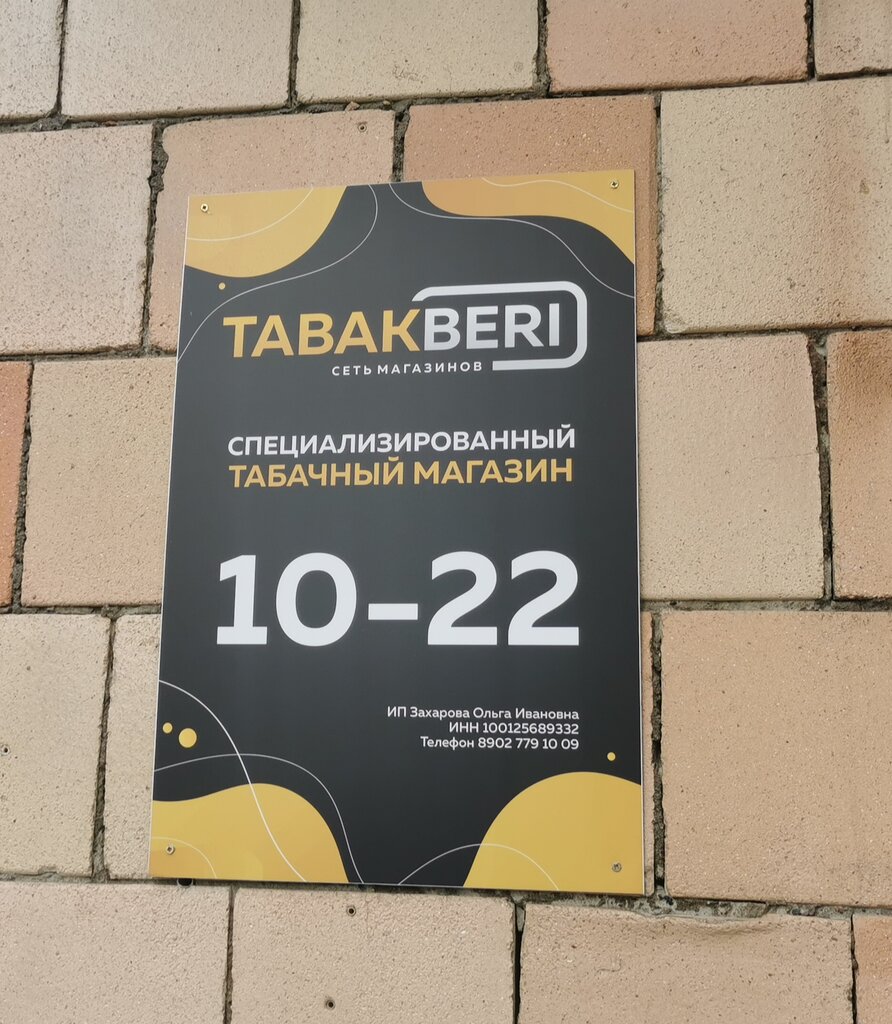 TABAKBERI
СЕТЬ МАГАЗИНОВ
СПЕЦИАЛИЗИРОВАННЫЙ
ТАБАЧНЫЙ МАГАЗИН
10-22
ИП Захарова Ольга Ивановна
ИНН 100125689332
Телефон 8902 779 10 09